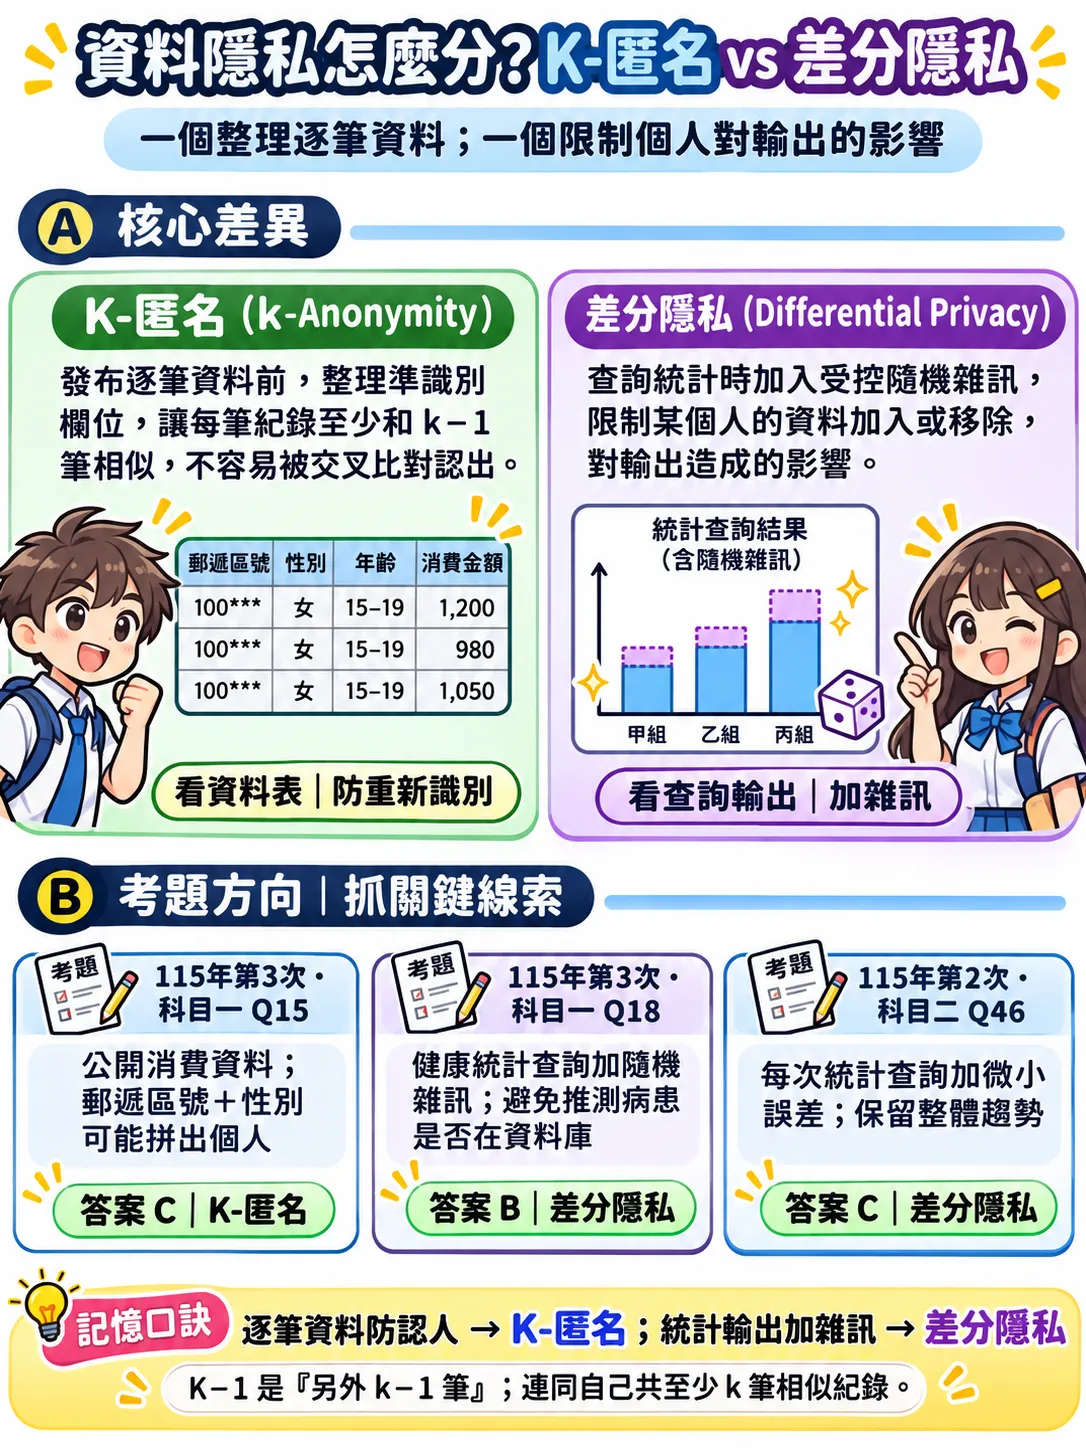 資料隱私怎麼分?K-匿名 vs 差分隱私
一個整理逐筆資料；一個限制個人對輸出的影響
A 核心差異
K-匿名 (k-Anonymity)
發布逐筆資料前，整理準識別
欄位，讓每筆紀錄至少和 k−1
筆相似，不容易被交叉比對認出。
郵遞區號 性別 年齡 消費金額
100*** 女 15–19 1,200
100*** 女 15–19 980
100*** 女 15–19 1,050
看資料表｜防重新識別
差分隱私 (Differential Privacy)
查詢統計時加入受控隨機雜訊，
限制某個人的資料加入或移除，
對輸出造成的影響。
統計查詢結果
（含隨機雜訊）
甲組 乙組 丙組
看查詢輸出｜加雜訊
B 考題方向｜抓關鍵線索
考題
115年第3次・
科目一 Q15
公開消費資料；
郵遞區號＋性別
可能拼出個人
答案 C｜K-匿名
考題
115年第3次・
科目一 Q18
健康統計查詢加隨機
雜訊；避免推測病患
是否在資料庫
答案 B｜差分隱私
考題
115年第2次・
科目二 Q46
每次統計查詢加微小
誤差；保留整體趨勢
答案 C｜差分隱私
記憶口訣
逐筆資料防認人 → K-匿名；統計輸出加雜訊 → 差分隱私
K−1 是『另外 k−1 筆』；連同自己共至少 k 筆相似紀錄。